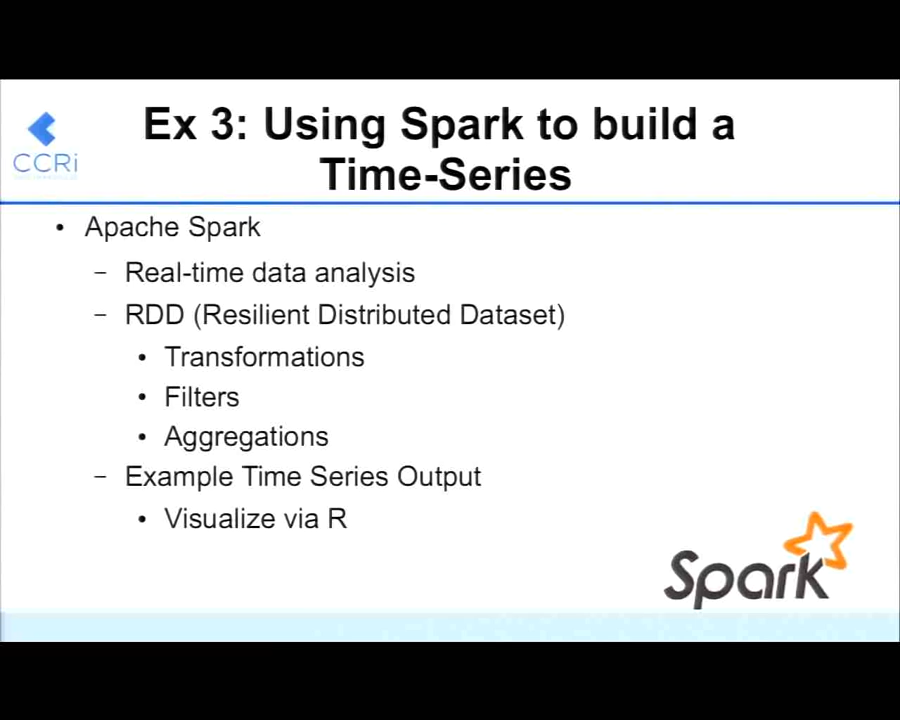 Ex 3: Using Spark to build a
Time-Series
CCRi
• Apache Spark
– Real-time data analysis
– RDD (Resilient Distributed Dataset)
• Transformations
• Filters
• Aggregations
– Example Time Series Output
• Visualize via R
Spark